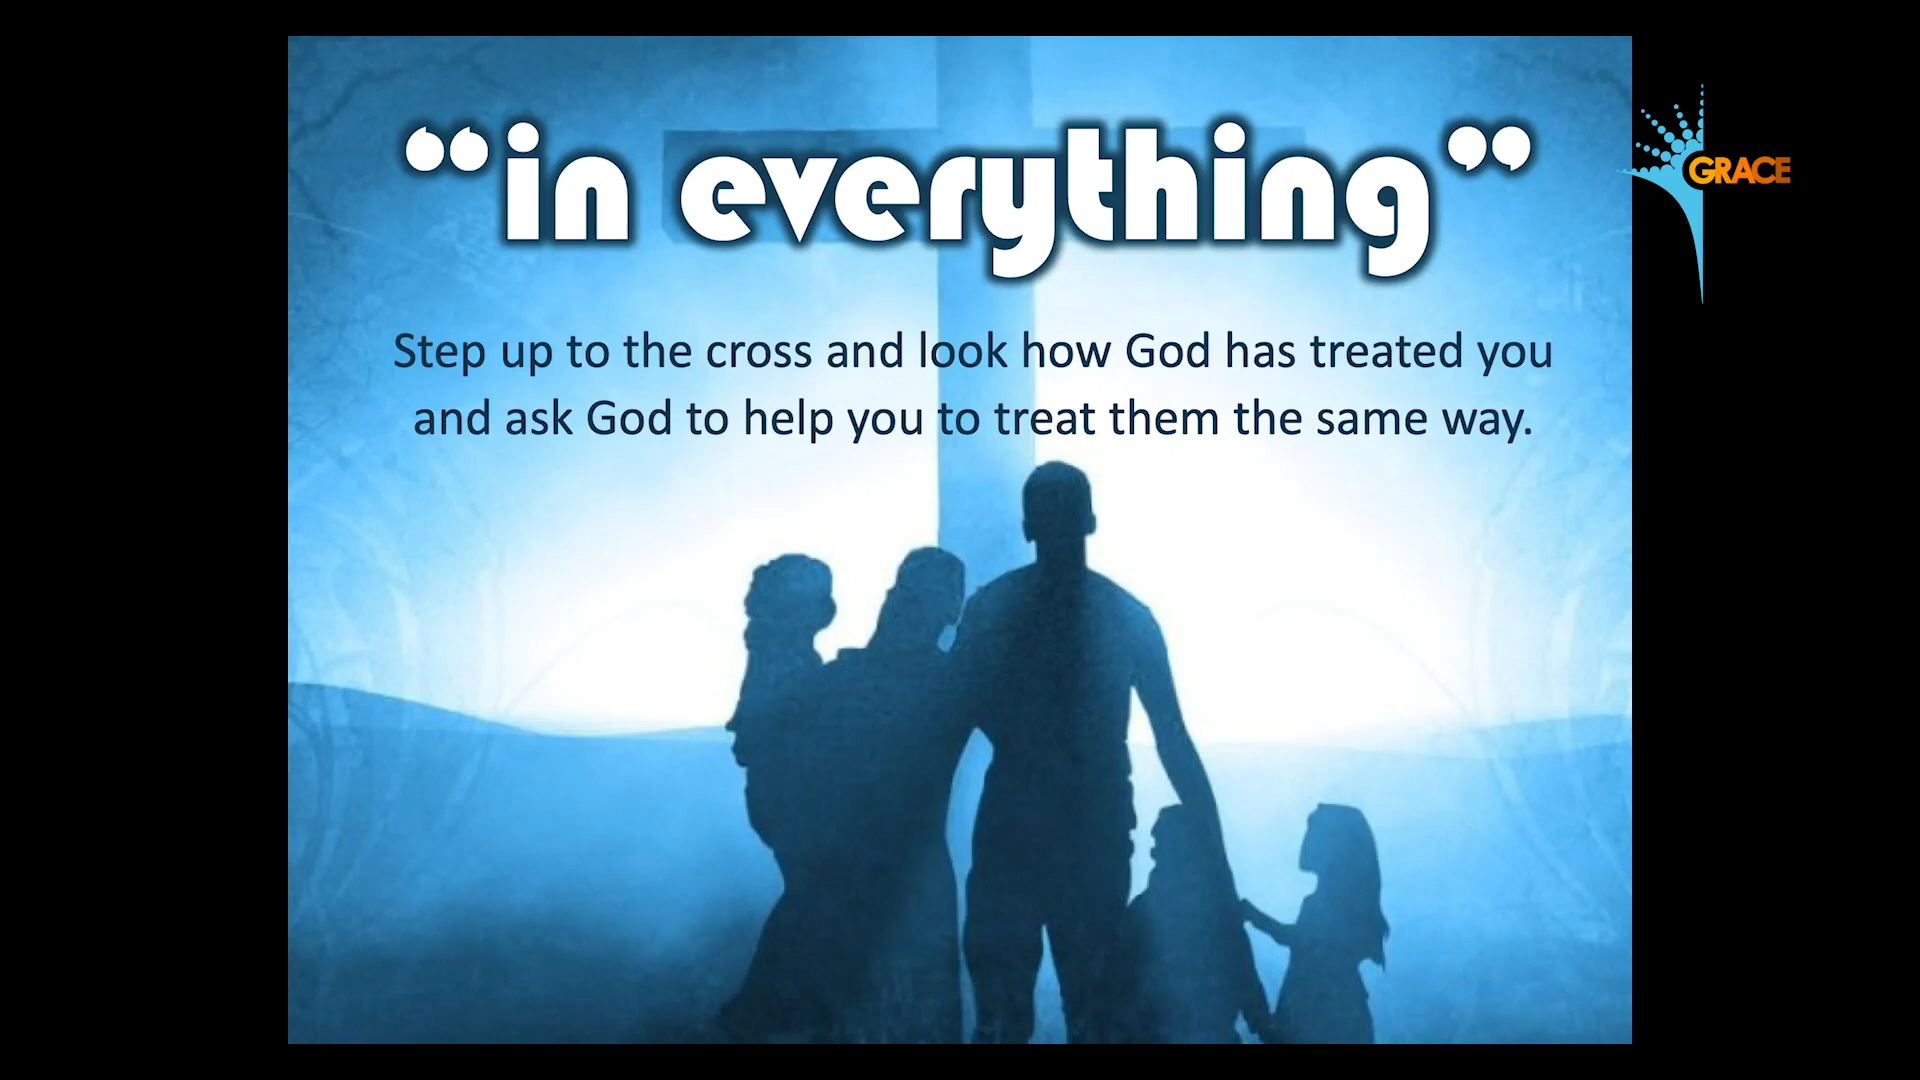 “in everything”
GRACE
Step up to the cross and look how God has treated you
and ask God to help you to treat them the same way.